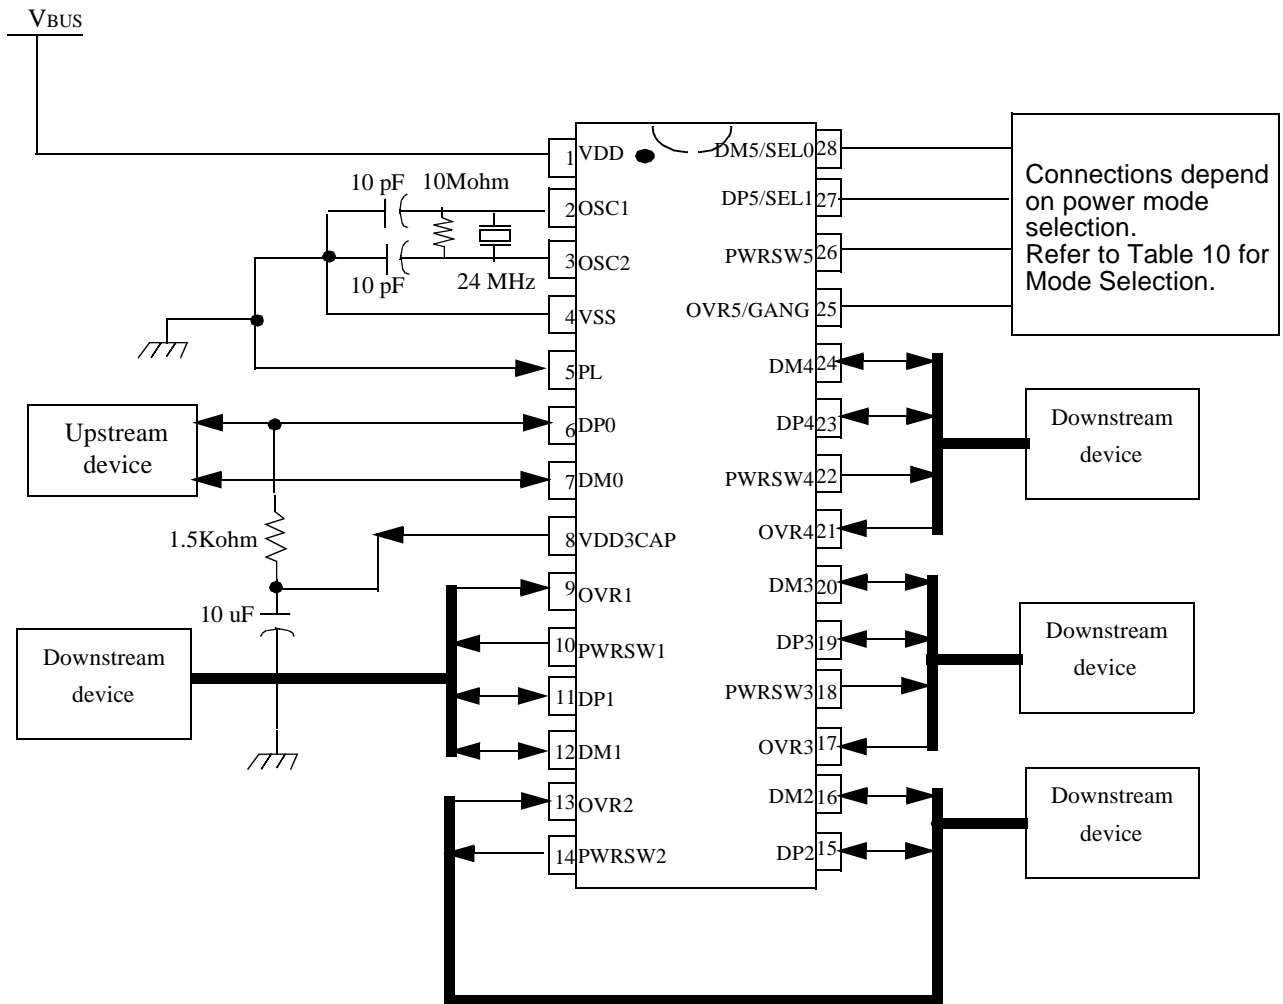 VBUS
1 VDD
10 pF
10Mohm
2 OSC1
3 OSC2
10 pF
24 MHz
4 VSS
5 PL
Upstream
device
6 DP0
7 DM0
1.5Kohm
8 VDD3CAP
10 uF
9 OVR1
Downstream
device
10 PWRSW1
11 DP1
12 DM1
13 OVR2
14 PWRSW2
DM5/SEL0 28
DP5/SEL1 27
PWRSW5 26
OVR5/GANG 25
Connections depend
on power mode
selection.
Refer to Table 10 for
Mode Selection.
DM4 24
DP4 23
PWRSW4 22
OVR4 21
Downstream
device
DM3 20
DP3 19
PWRSW3 18
OVR3 17
Downstream
device
DM2 16
DP2 15
Downstream
device